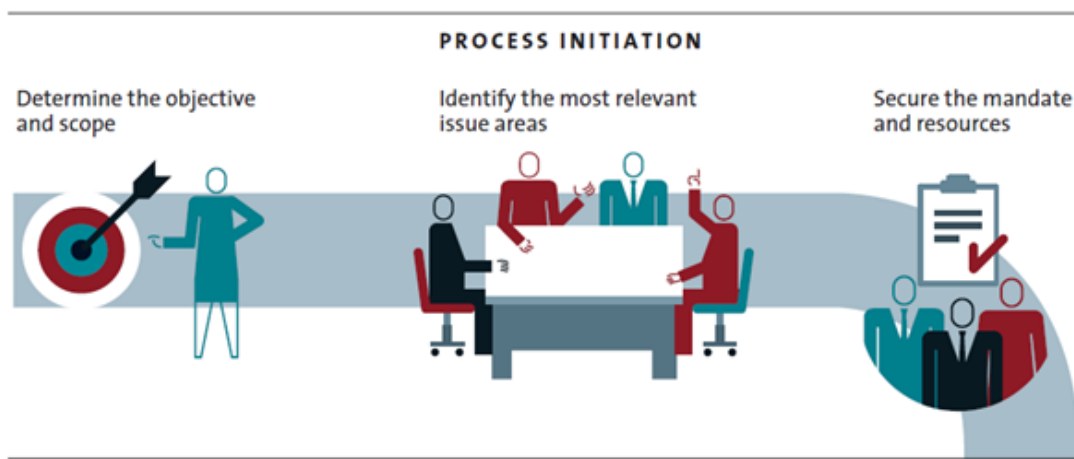 PROCESS INITIATION
Determine the objective
and scope
Identify the most relevant
issue areas
Secure the mandate
and resources